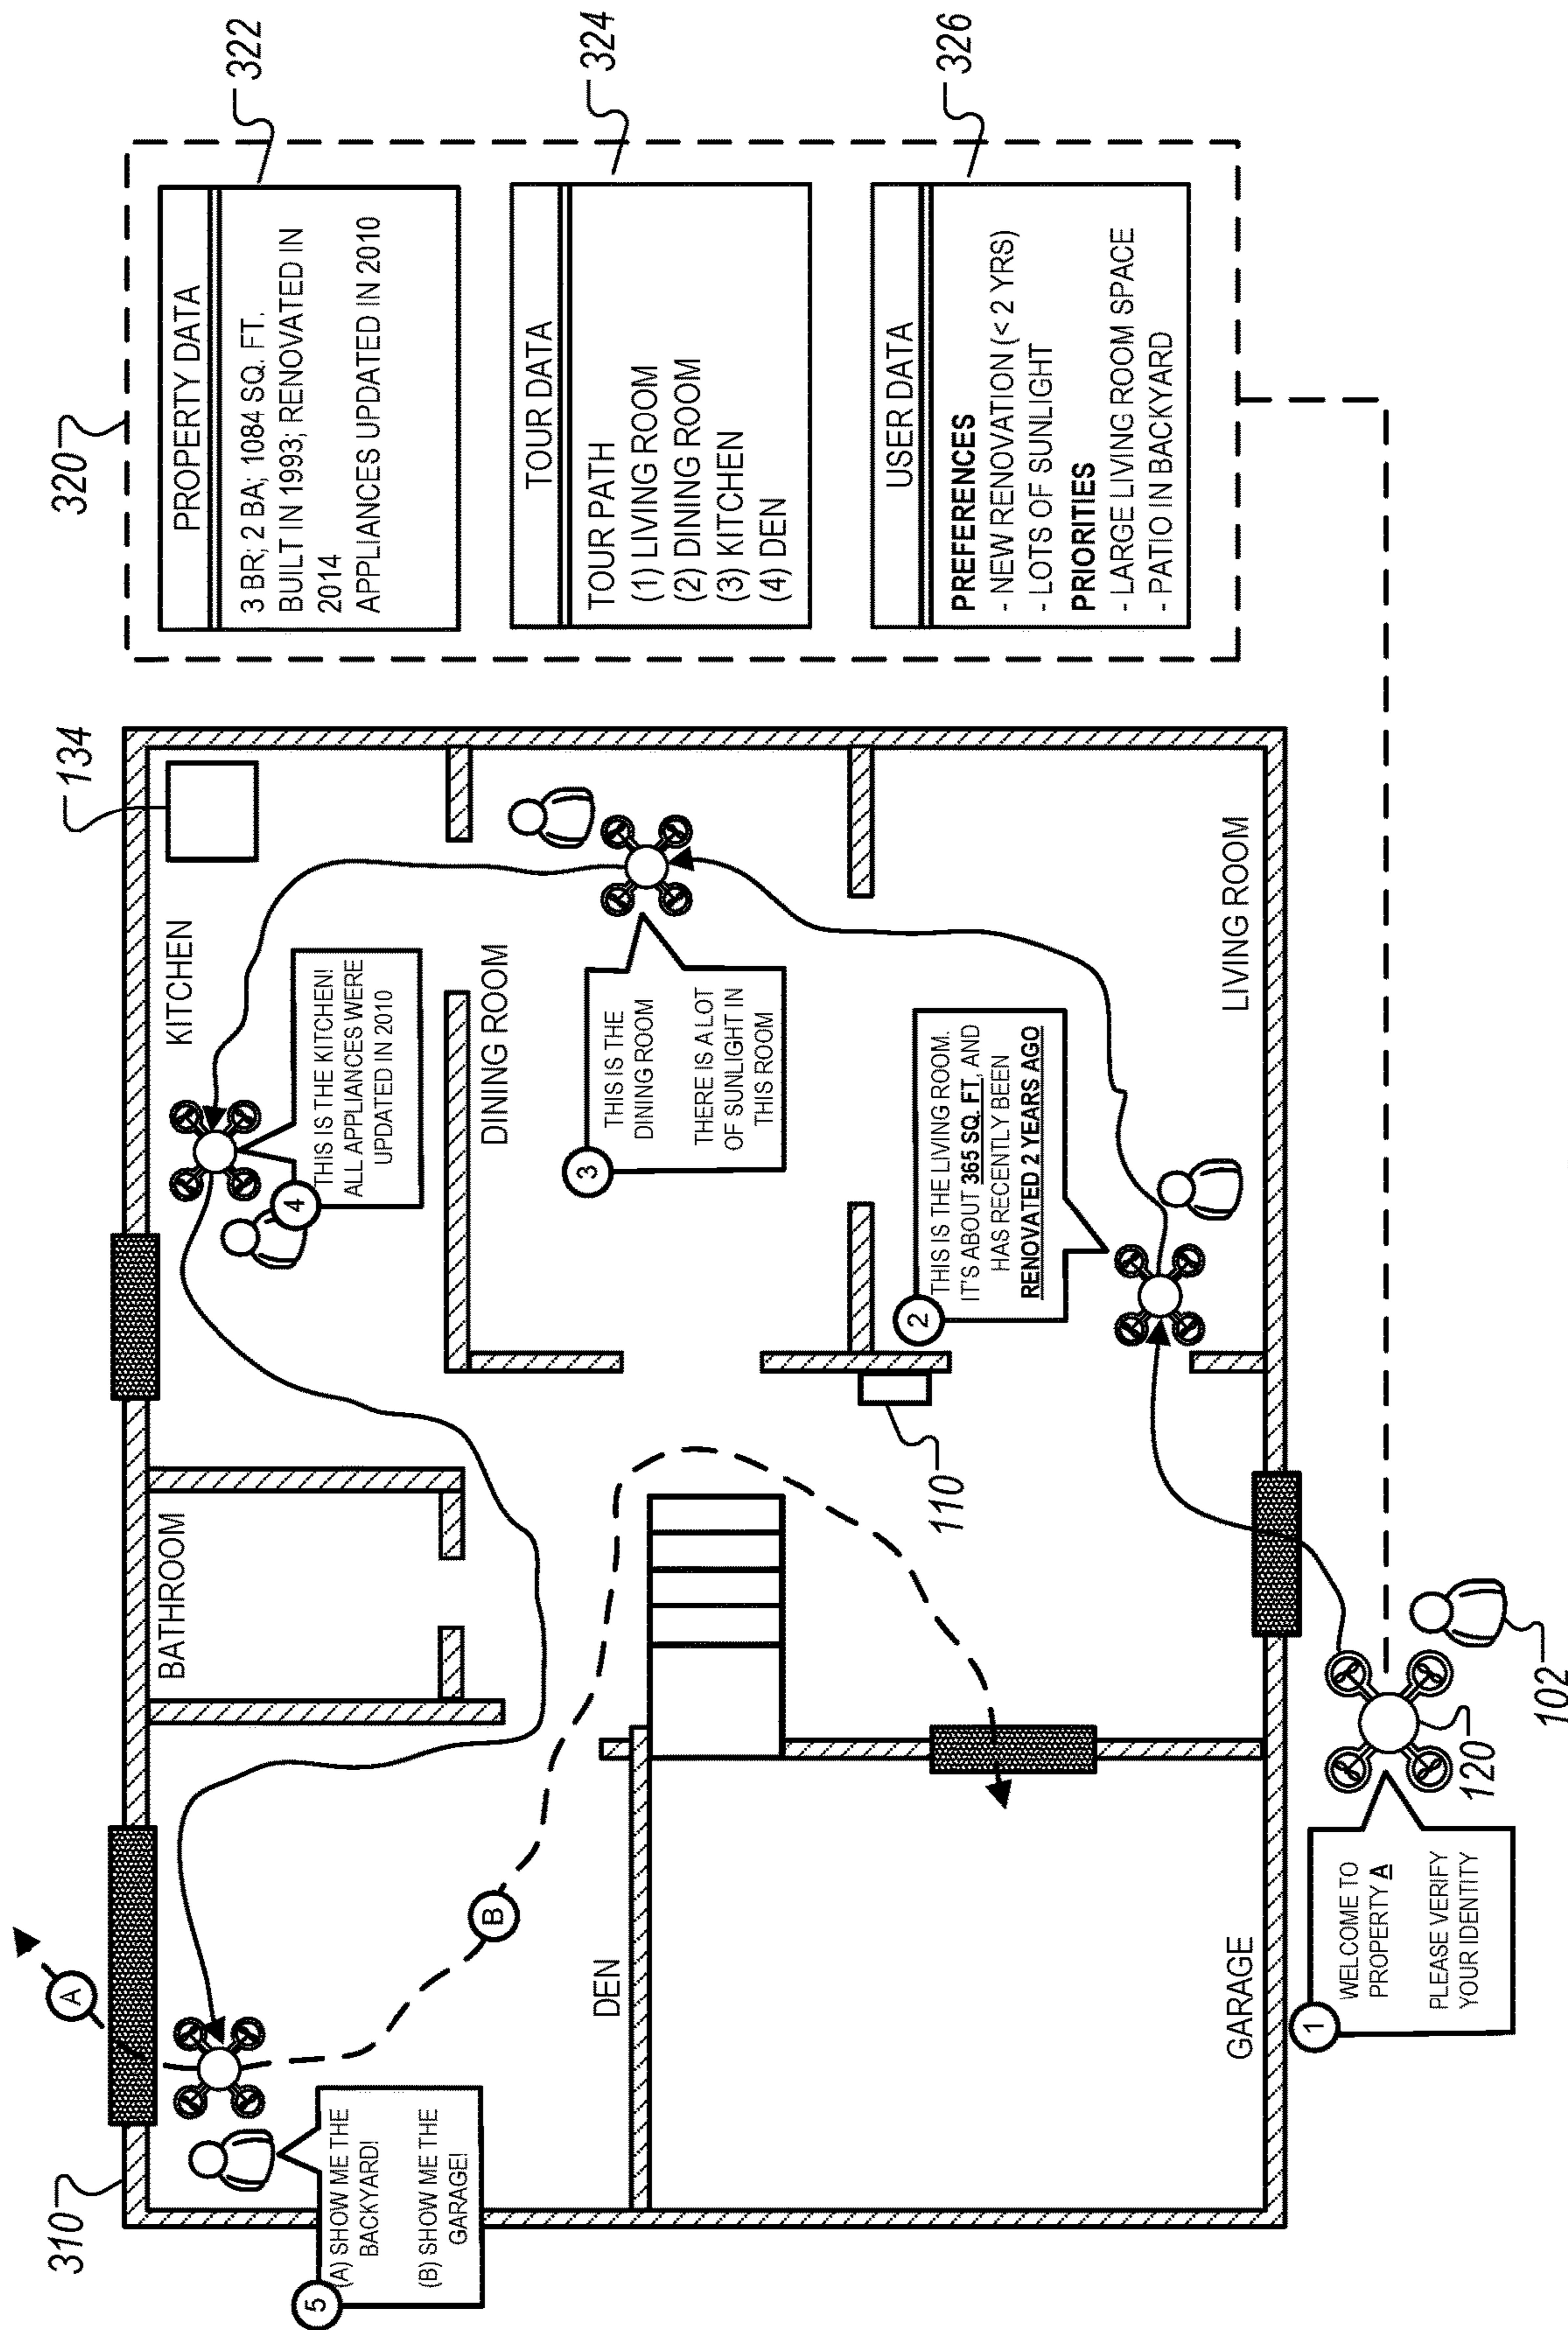 320
PROPERTY DATA
3 BR; 2 BA; 1084 SQ. FT.
BUILT IN 1993; RENOVATED IN
2014
APPLIANCES UPDATED IN 2010
322
TOUR DATA
TOUR PATH
(1) LIVING ROOM
(2) DINING ROOM
(3) KITCHEN
(4) DEN
324
USER DATA
PREFERENCES
- NEW RENOVATION (< 2 YRS)
- LOTS OF SUNLIGHT
PRIORITIES
- LARGE LIVING ROOM SPACE
- PATIO IN BACKYARD
326
310
A
134
KITCHEN
BATHROOM
4
THIS IS THE KITCHEN!
ALL APPLIANCES WERE
UPDATED IN 2010
5
(A) SHOW ME THE
BACKYARD!
(B) SHOW ME THE
GARAGE!
B
DINING ROOM
3
THIS IS THE
DINING ROOM
THERE IS A LOT
OF SUNLIGHT IN
THIS ROOM
DEN
110
2
THIS IS THE LIVING ROOM.
IT'S ABOUT 365 SQ. FT, AND
HAS RECENTLY BEEN
RENOVATED 2 YEARS AGO
LIVING ROOM
GARAGE
1
WELCOME TO
PROPERTY A
PLEASE VERIFY
YOUR IDENTITY
120
102